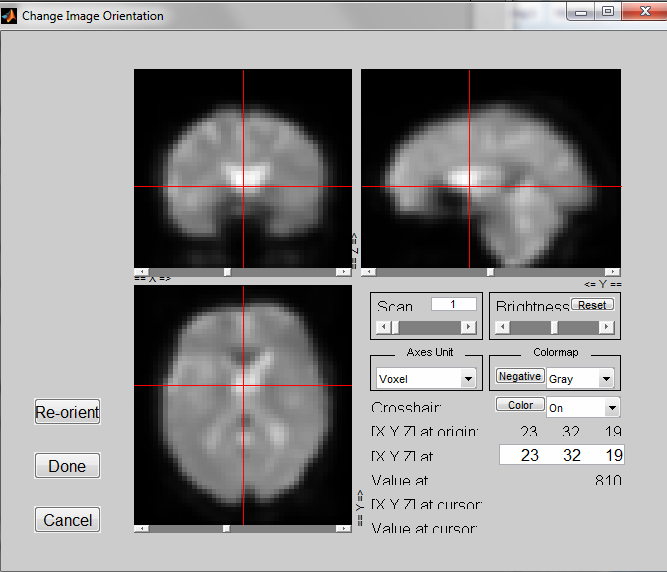 Change Image Orientation
<= Z ==
== X =>
<= Y ==
Scan 1
Brightness Reset
Axes Unit
Voxel
Colormap
Negative Gray
Crosshair: Color On
[X Y Z] at origin: 23 32 19
[X Y Z] at 23 32 19
Value at 810
[X Y Z] at cursor:
Value at cursor:
<= Y ==
Re-orient
Done
Cancel